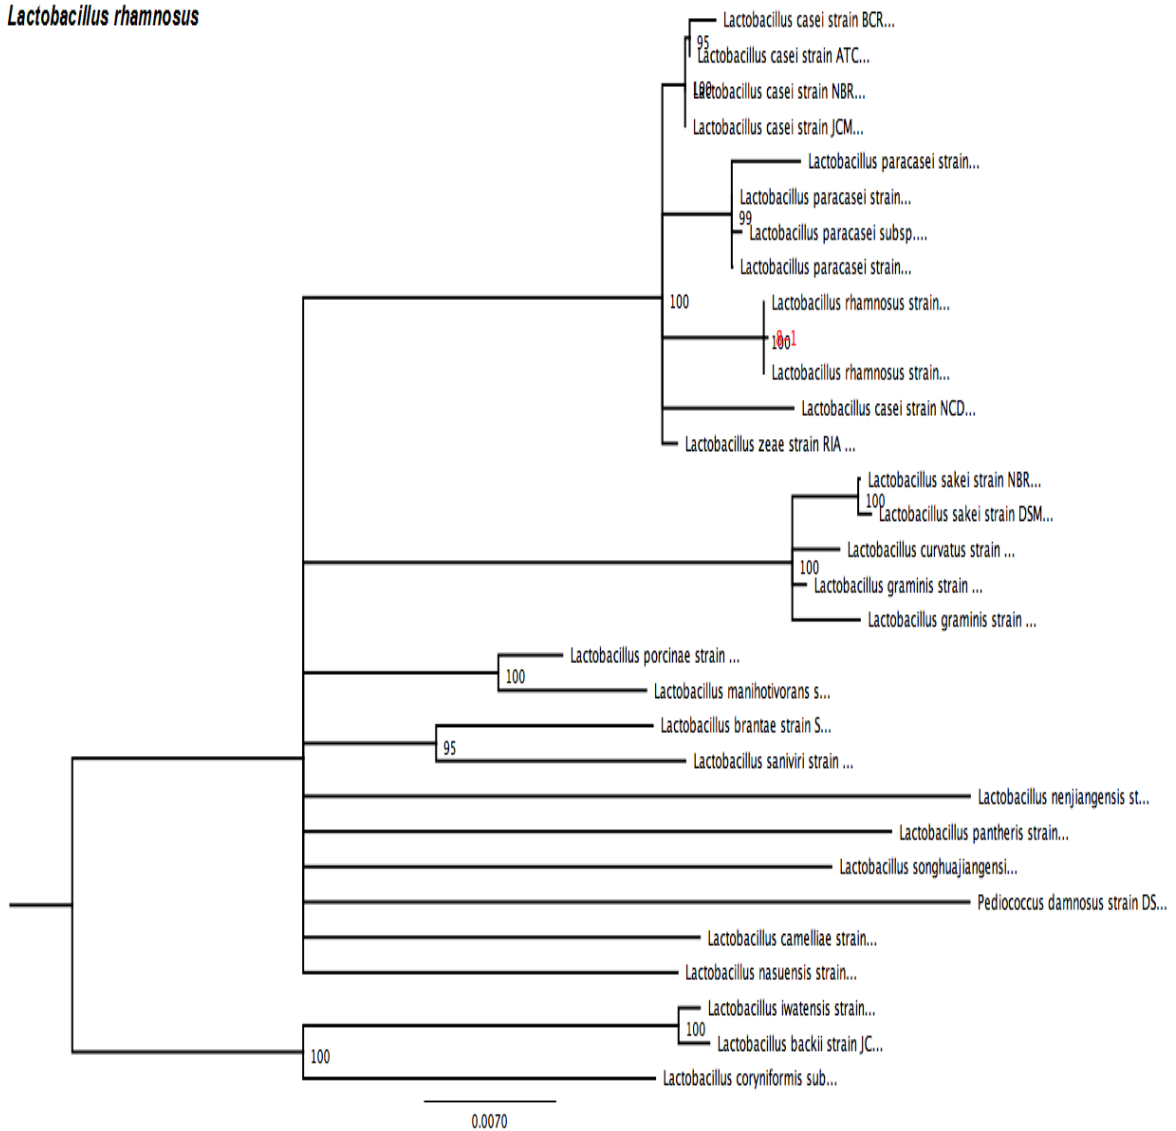 Lactobacillus rhamnosus
Lactobacillus casei strain BCR...
95
Lactobacillus casei strain ATC...
100
Lactobacillus casei strain NBR...
Lactobacillus casei strain JCM...
Lactobacillus paracasei strain...
Lactobacillus paracasei strain...
99
Lactobacillus paracasei subsp....
Lactobacillus paracasei strain...
100
Lactobacillus rhamnosus strain...
100
Lactobacillus rhamnosus strain...
Lactobacillus casei strain NCD...
Lactobacillus zeae strain RIA ...
Lactobacillus sakei strain NBR...
100
Lactobacillus sakei strain DSM...
Lactobacillus curvatus strain ...
100
Lactobacillus graminis strain ...
Lactobacillus graminis strain ...
Lactobacillus porcinae strain ...
100
Lactobacillus manihotivorans s...
Lactobacillus brantae strain S...
95
Lactobacillus saniviri strain ...
Lactobacillus nenjiangensis st...
Lactobacillus pantheris strain...
Lactobacillus songhuajiangensi...
Pediococcus damnosus strain DS...
Lactobacillus camelliae strain...
Lactobacillus nasuensis strain...
Lactobacillus iwatensis strain...
100
Lactobacillus backii strain JC...
100
Lactobacillus coryniformis sub...
0.0070